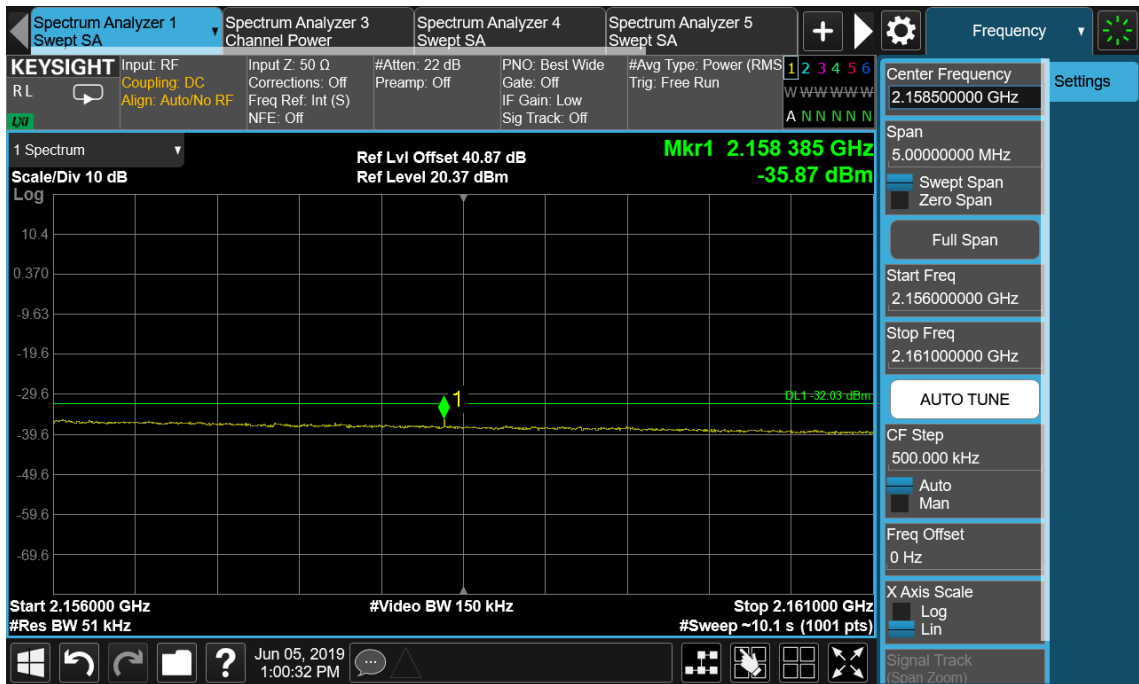 Spectrum Analyzer 1
Swept SA
Spectrum Analyzer 3
Channel Power
Spectrum Analyzer 4
Swept SA
Spectrum Analyzer 5
Swept SA
+
Frequency
KEYSIGHT
R L
LXI
Input: RF
Coupling: DC
Align: Auto/No RF
Input Z: 50 Ω
Corrections: Off
Freq Ref: Int (S)
NFE: Off
#Atten: 22 dB
Preamp: Off
PNO: Best Wide
Gate: Off
IF Gain: Low
Sig Track: Off
#Avg Type: Power (RMS
Trig: Free Run
1 2 3 4 5 6
W W W W W W
A N N N N N
1 Spectrum
Scale/Div 10 dB
Log
Ref Lvl Offset 40.87 dB
Ref Level 20.37 dBm
Mkr1 2.158 385 GHz
-35.87 dBm
10.4
0.370
-9.63
-19.6
-29.6
-39.6
-49.6
-59.6
-69.6
1
DL1 -32.03 dBm
Start 2.156000 GHz
#Res BW 51 kHz
#Video BW 150 kHz
Stop 2.161000 GHz
#Sweep ~10.1 s (1001 pts)
Center Frequency
2.158500000 GHz
Span
5.00000000 MHz
Swept Span
Zero Span
Full Span
Start Freq
2.156000000 GHz
Stop Freq
2.161000000 GHz
AUTO TUNE
CF Step
500.000 kHz
Auto
Man
Freq Offset
0 Hz
X Axis Scale
Log
Lin
Signal Track
(Span Zoom)
Settings
?
Jun 05, 2019
1:00:32 PM